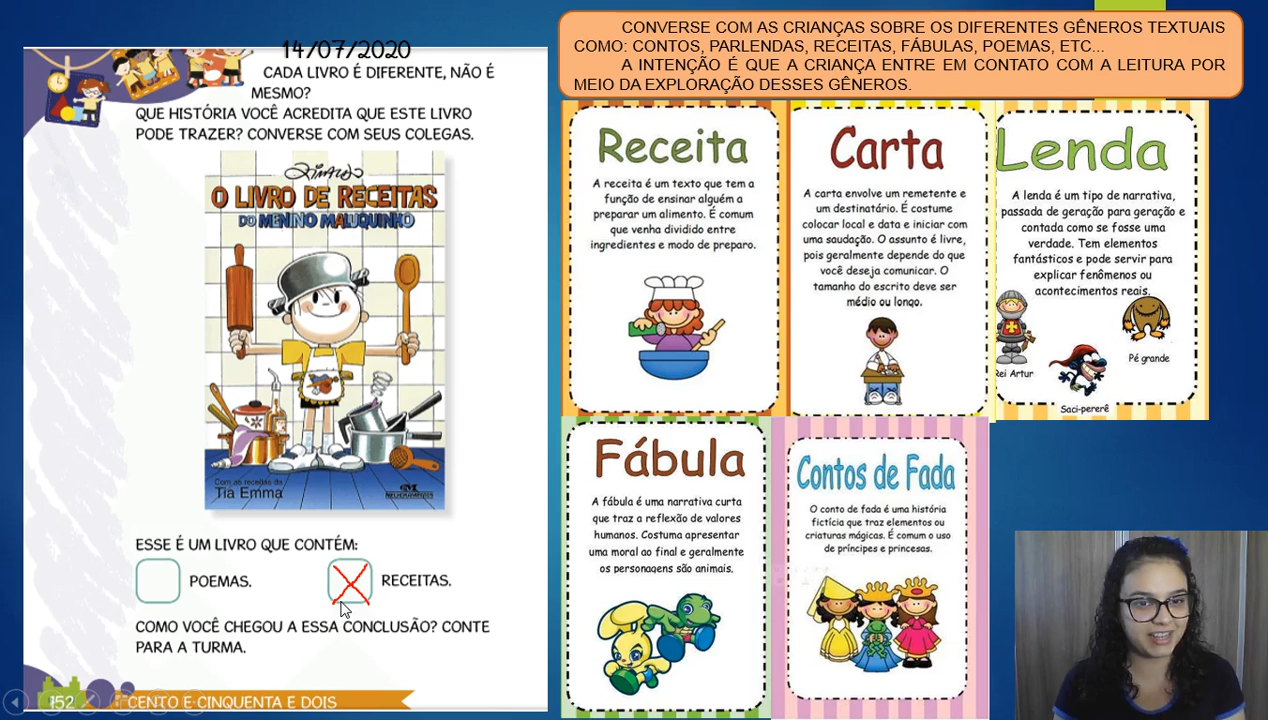 14/07/2020
CADA LIVRO É DIFERENTE, NÃO É
MESMO?
QUE HISTÓRIA VOCÊ ACREDITA QUE ESTE LIVRO
PODE TRAZER? CONVERSE COM SEUS COLEGAS.
ZIRALDO
O LIVRO DE RECEITAS
DO MENINO MALUQUINHO
Com as receitas da
Tia Emma
MELHORAMENTOS
ESSE É UM LIVRO QUE CONTÉM:
POEMAS.
RECEITAS.
COMO VOCÊ CHEGOU A ESSA CONCLUSÃO? CONTE
PARA A TURMA.
152
CENTO E CINQUENTA E DOIS
CONVERSE COM AS CRIANÇAS SOBRE OS DIFERENTES GÊNEROS TEXTUAIS
COMO: CONTOS, PARLENDAS, RECEITAS, FÁBULAS, POEMAS, ETC...
A INTENÇÃO É QUE A CRIANÇA ENTRE EM CONTATO COM A LEITURA POR
MEIO DA EXPLORAÇÃO DESSES GÊNEROS.
Receita
A receita é um texto que tem a
função de ensinar alguém a
preparar um alimento. É comum
que venha dividido entre
ingredientes e modo de preparo.
Carta
A carta envolve um remetente e
um destinatário. É costume
colocar local e data e iniciar com
uma saudação. O assunto é livre,
pois geralmente depende do que
você deseja comunicar. O
tamanho do escrito deve ser
médio ou longo.
Lenda
A lenda é um tipo de narrativa,
passada de geração para geração e
contada como se fosse uma
verdade. Tem elementos
fantásticos e pode servir para
explicar fenômenos ou
acontecimentos reais.
Rei Artur
Saci-pererê
Pé grande
Fábula
A fábula é uma narrativa curta
que traz a reflexão de valores
humanos. Costuma apresentar
uma moral ao final e geralmente
os personagens são animais.
Contos de Fada
O conto de fada é uma história
fictícia que traz elementos ou
criaturas mágicas. É comum o uso
de príncipes e princesas.